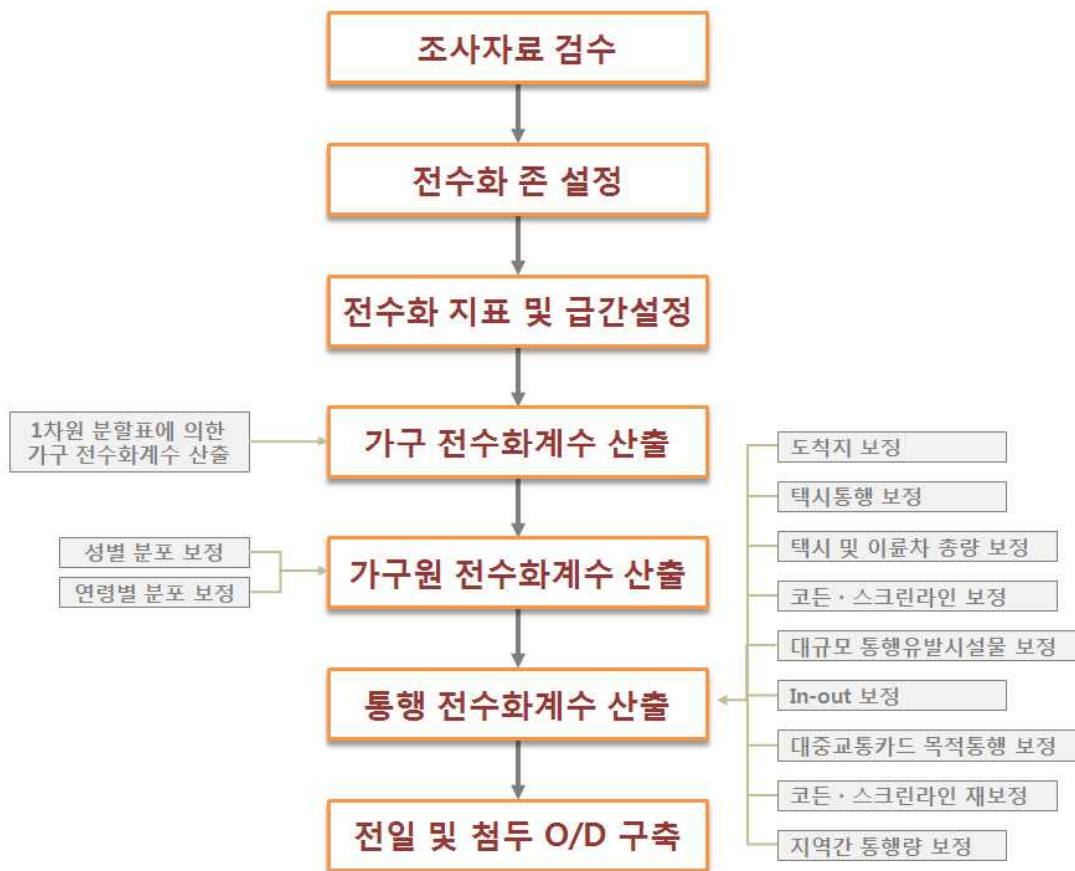 조사자료 검수
전수화 존 설정
전수화 지표 및 급간설정
1차원 분할표에 의한
가구 전수화계수 산출
가구 전수화계수 산출
성별 분포 보정
연령별 분포 보정
가구원 전수화계수 산출
통행 전수화계수 산출
도착지 보정
택시통행 보정
택시 및 이륜차 총량 보정
코든 · 스크린라인 보정
대규모 통행유발시설물 보정
In-out 보정
대중교통카드 목적통행 보정
코든 · 스크린라인 재보정
지역간 통행량 보정
전일 및 첨두 O/D 구축